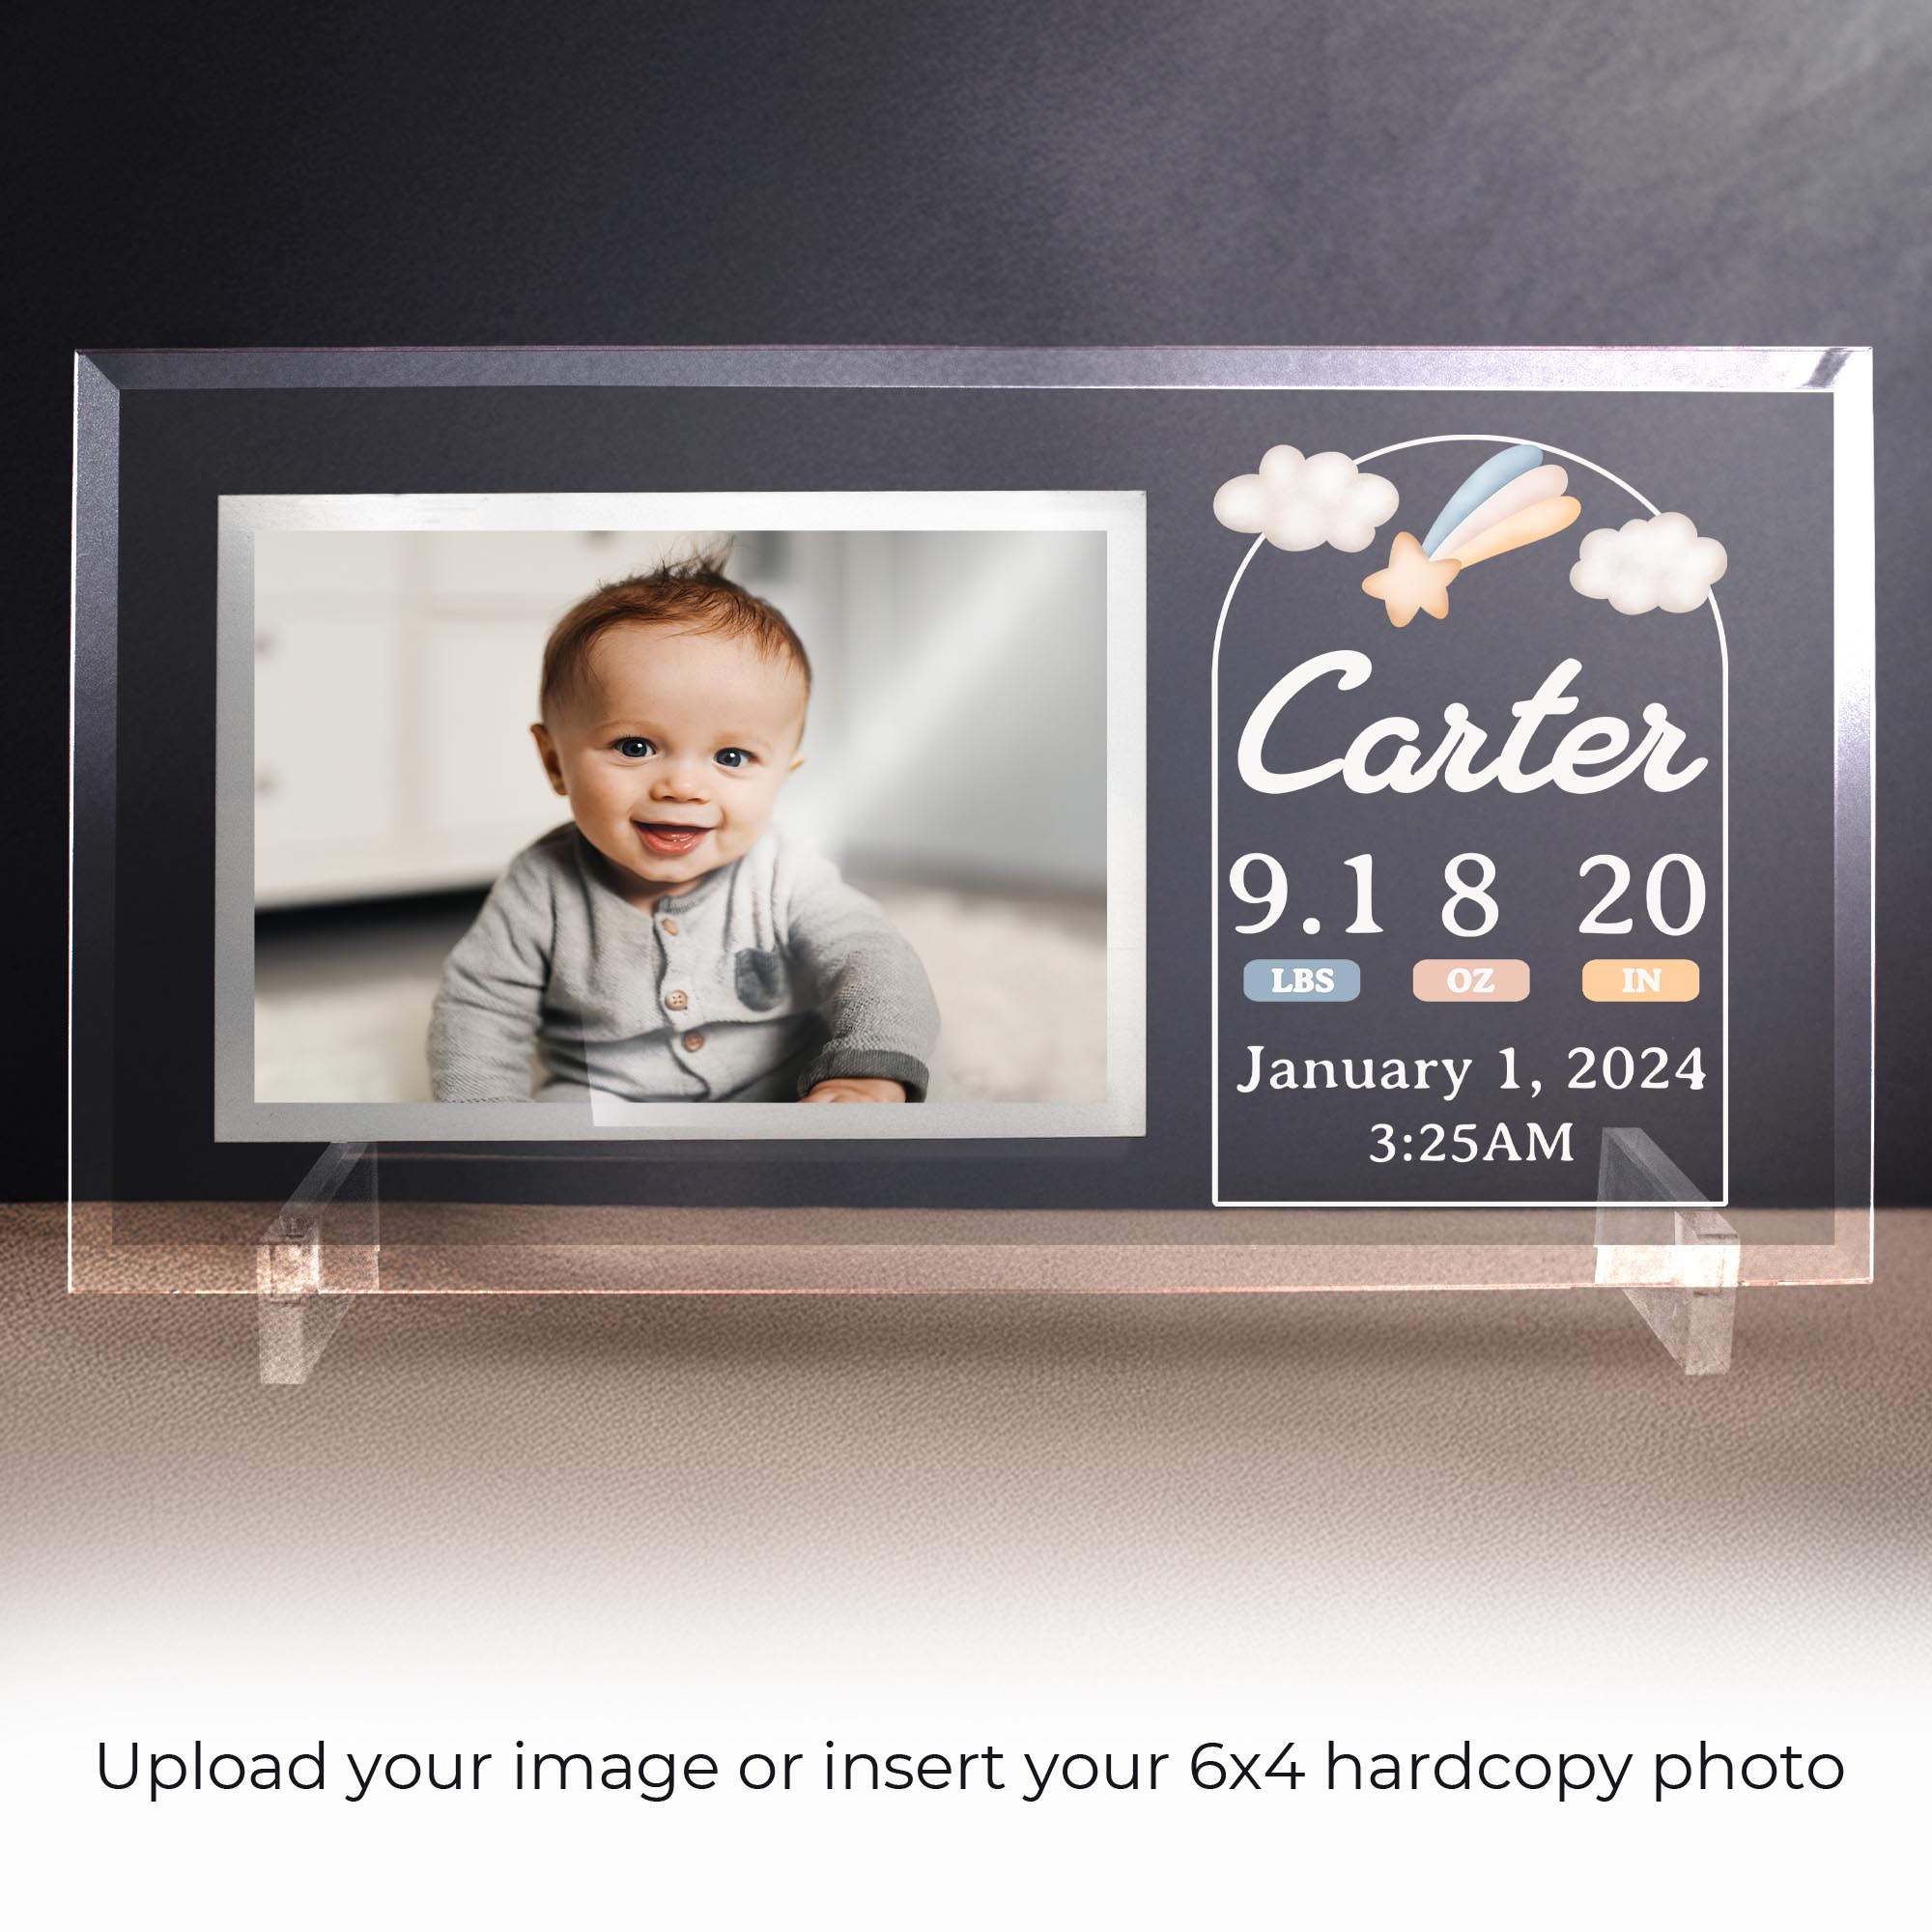 Carter
9.1 8 20
LBS OZ IN
January 1, 2024
3:25AM
Upload your image or insert your 6x4 hardcopy photo